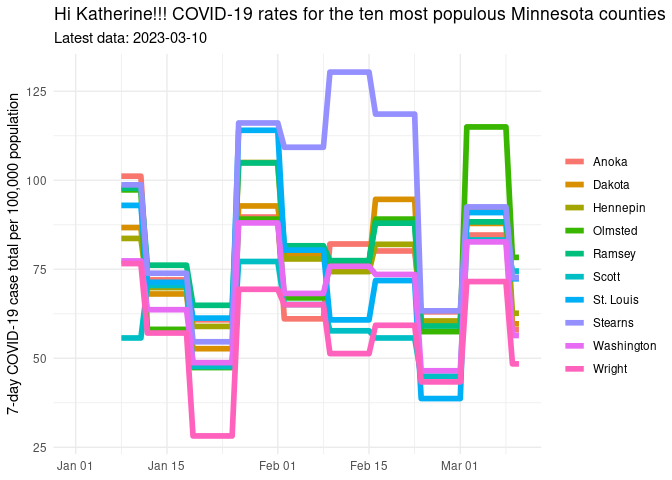 Hi Katherine!!! COVID-19 rates for the ten most populous Minnesota counties
Latest data: 2023-03-10
7-day COVID-19 case total per 100,000 population
125
100
75
50
25
Jan 01
Jan 15
Feb 01
Feb 15
Mar 01
Anoka
Dakota
Hennepin
Olmsted
Ramsey
Scott
St. Louis
Stearns
Washington
Wright